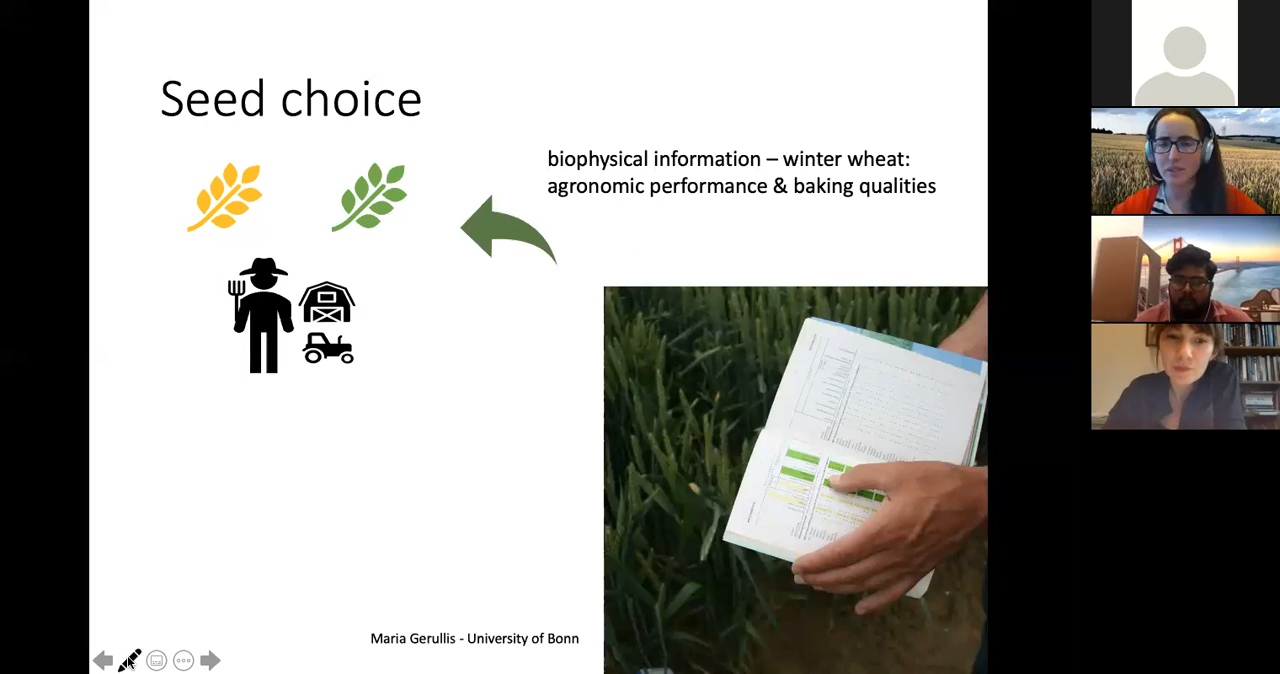 Seed choice
biophysical information – winter wheat:
agronomic performance & baking qualities
Maria Gerullis - University of Bonn